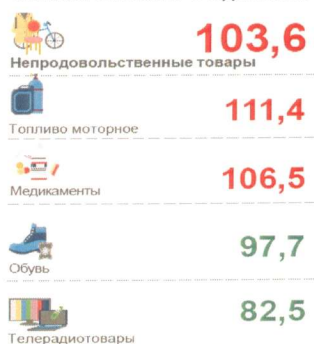 103,6
Непродовольственные товары
111,4
Топливо моторное
106,5
Медикаменты
97,7
Обувь
82,5
Телерадиотовары